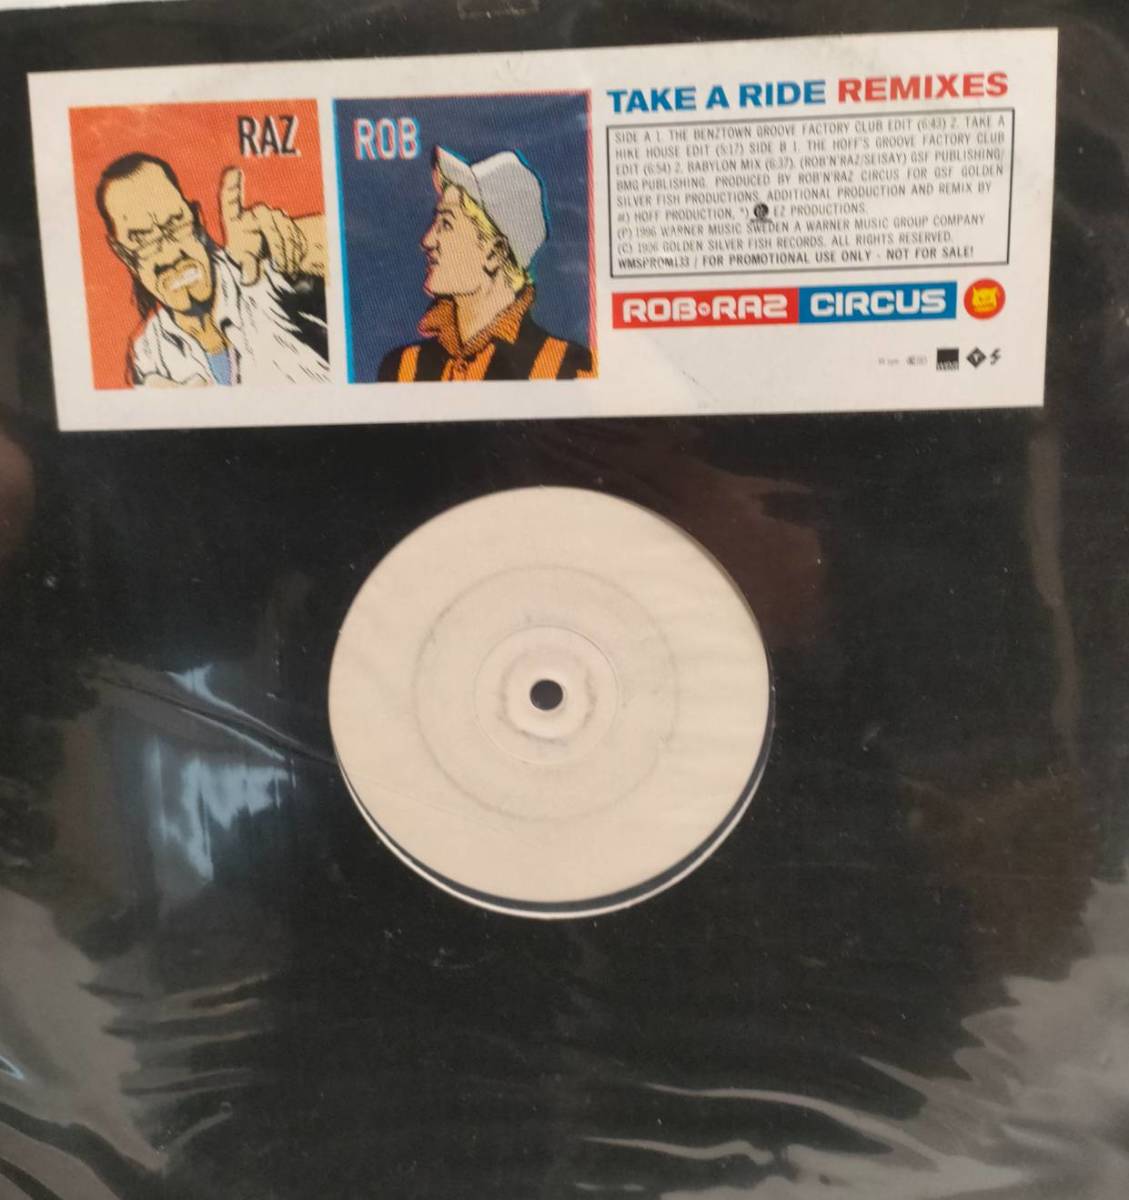 RAZ
ROB
TAKE A RIDE REMIXES
SIDE A 1. THE BENZTOWN GROOVE FACTORY CLUB EDIT (6:43) 2. TAKE A
HIKE HOUSE EDIT (5:17) SIDE B 1. THE HOFF'S GROOVE FACTORY CLUB
EDIT (6:54) 2. BABYLON MIX (6:37). (ROB'N'RAZ/SEISAY) GSF PUBLISHING/
BMG PUBLISHING. PRODUCED BY ROB'N'RAZ CIRCUS FOR GSF GOLDEN
SILVER FISH PRODUCTIONS. ADDITIONAL PRODUCTION AND REMIX BY
HOFF PRODUCTION, *) EZ PRODUCTIONS.
(P) 1996 WARNER MUSIC SWEDEN A WARNER MUSIC GROUP COMPANY
(C) 1996 GOLDEN SILVER FISH RECORDS. ALL RIGHTS RESERVED.
WMSPROM133 / FOR PROMOTIONAL USE ONLY - NOT FOR SALE!
ROB'N'RAZ CIRCUS